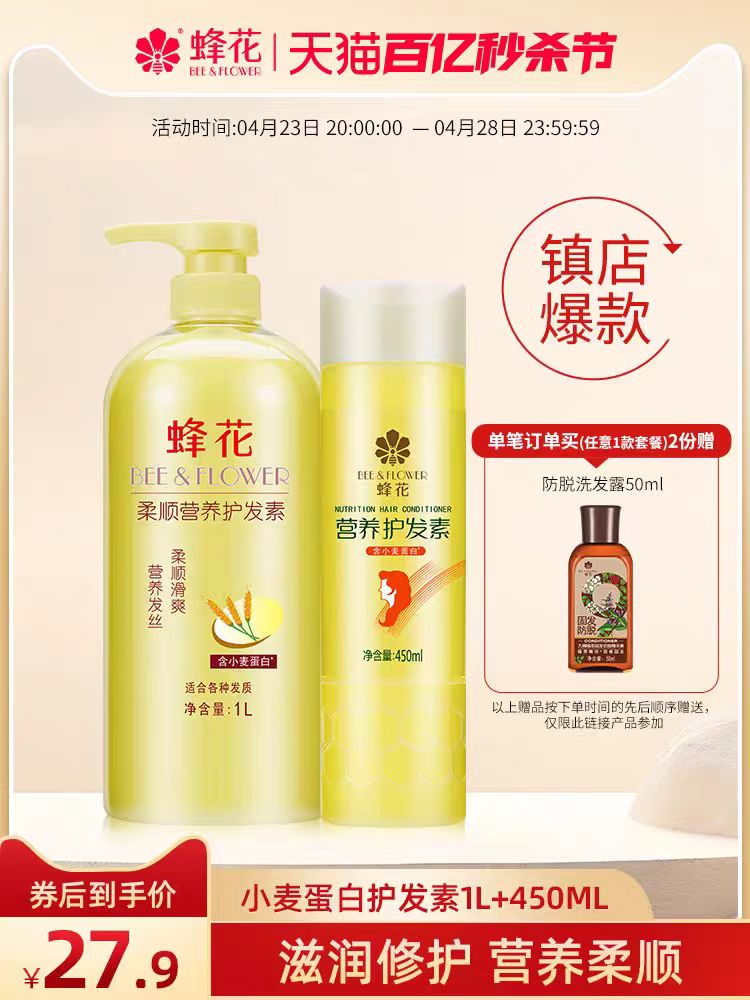 蜂花 天猫百亿秒杀节
BEE & FLOWER
活动时间:04月23日 20:00:00 — 04月28日 23:59:59
镇店
爆款
蜂花
BEE & FLOWER
柔顺营养护发素
柔顺滑爽
营养发丝
含小麦蛋白*
适合各种发质
净含量:1L
BEE & FLOWER
蜂花
NUTRITION HAIR CONDITIONER
营养护发素
含小麦蛋白*
净含量:450ml
单笔订单买(任意1款套餐)2份赠
防脱洗发露50ml
蜂花
固发
防脱
CONDITIONER
净含量:50ml
以上赠品按下单时间的先后顺序赠送,
仅限此链接产品参加
券后到手价
¥27.9
小麦蛋白护发素1L+450ML
滋润修护 营养柔顺